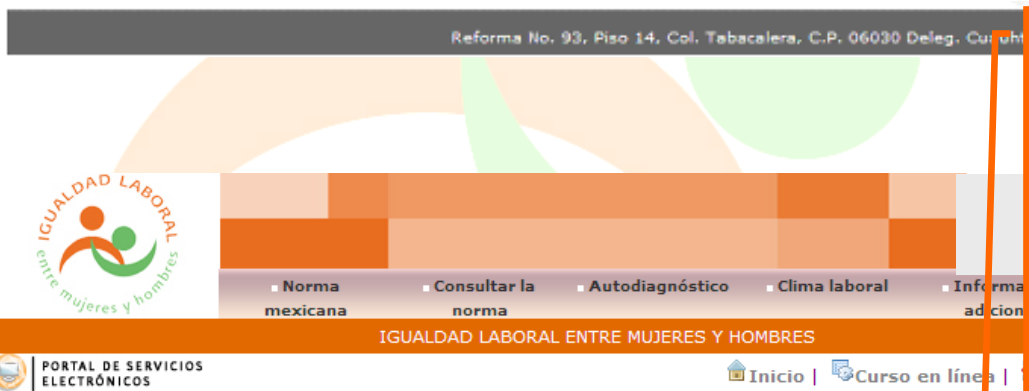 Reforma No. 93, Piso 14, Col. Tabacalera, C.P. 06030 Deleg.
IGUALDAD LABORAL
entre mujeres y hombres
Norma mexicana
Consultar la norma
Autodiagnóstico
Clima laboral
IGUALDAD LABORAL ENTRE MUJERES Y HOMBRES
PORTAL DE SERVICIOS
ELECTRÓNICOS
Inicio | Curso en línea |